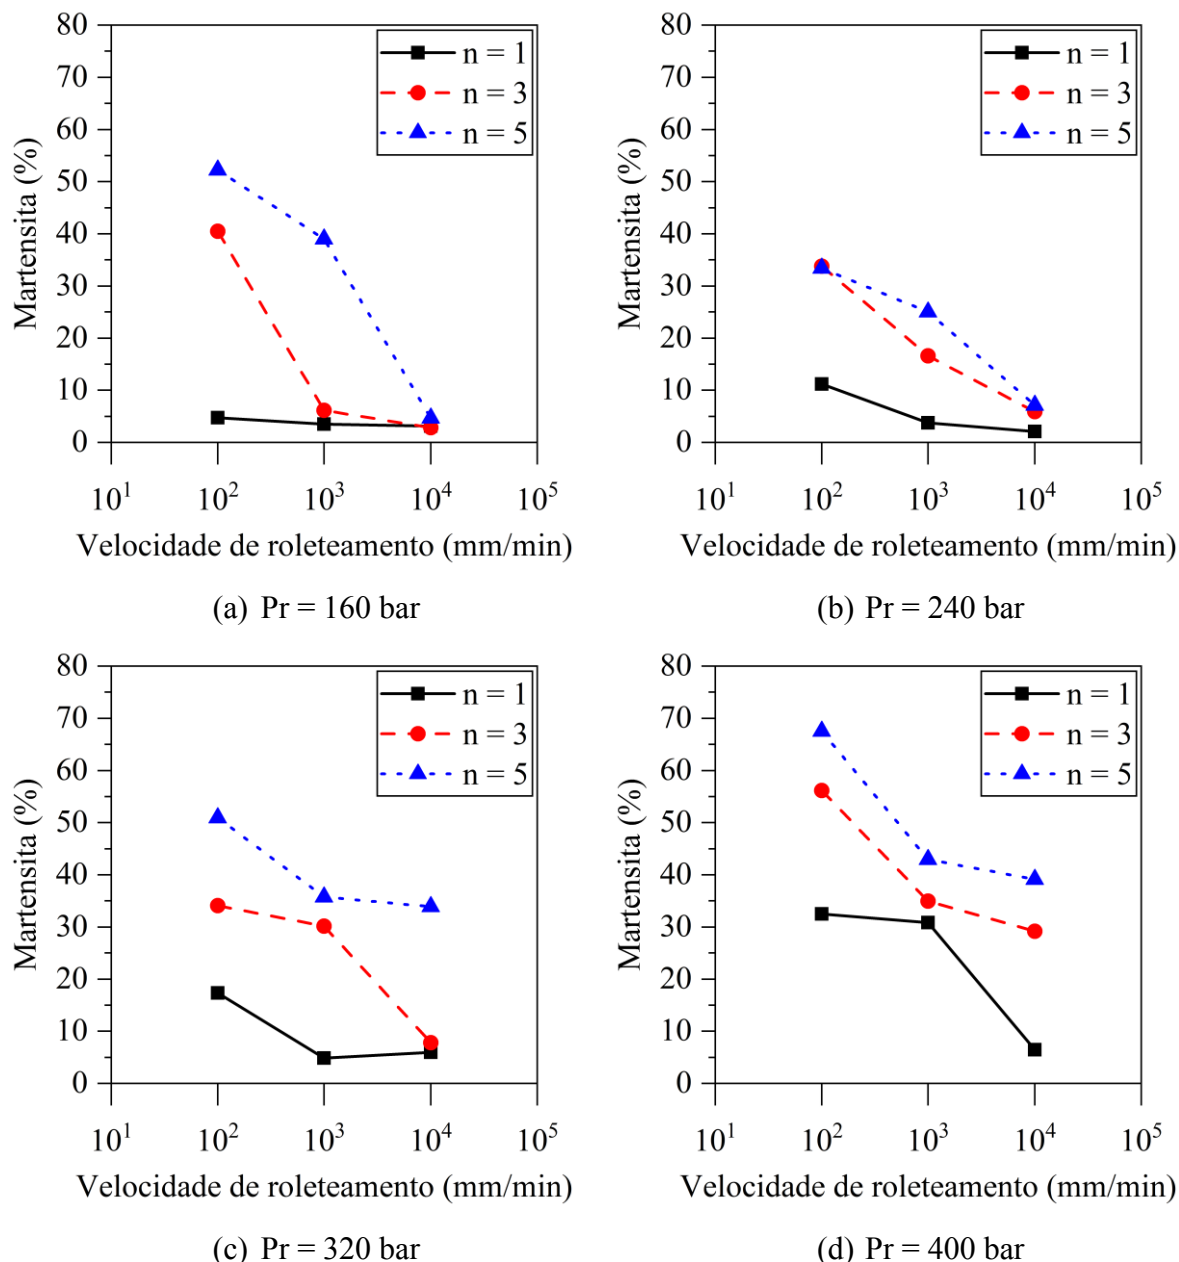 80
70
60
50
40
30
20
10
0
Martensita (%)
n = 1
n = 3
n = 5
10¹ 10² 10³ 10⁴ 10⁵
Velocidade de roleteamento (mm/min)
(a) Pr = 160 bar
80
70
60
50
40
30
20
10
0
Martensita (%)
n = 1
n = 3
n = 5
10¹ 10² 10³ 10⁴ 10⁵
Velocidade de roleteamento (mm/min)
(b) Pr = 240 bar
80
70
60
50
40
30
20
10
0
Martensita (%)
n = 1
n = 3
n = 5
10¹ 10² 10³ 10⁴ 10⁵
Velocidade de roleteamento (mm/min)
(c) Pr = 320 bar
80
70
60
50
40
30
20
10
0
Martensita (%)
n = 1
n = 3
n = 5
10¹ 10² 10³ 10⁴ 10⁵
Velocidade de roleteamento (mm/min)
(d) Pr = 400 bar